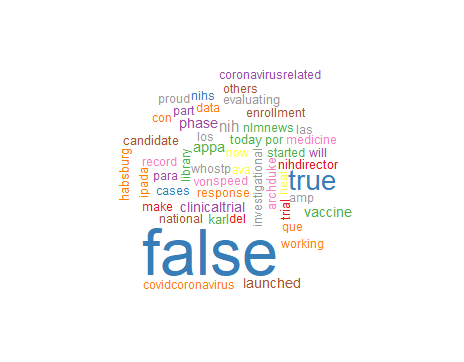 coronavirusrelated
others
proud nihs evaluating
part data
con enrollment
phase nih nlmnews las
los
candidate appa today por medicine
now
record whostp started will
nihdirector
habsburg
ipada
para library vonspeed ava investigational archduke heal true
cases response amp
make clinicaltrial trial vaccine
national karl del
que
false working
covidcoronavirus launched